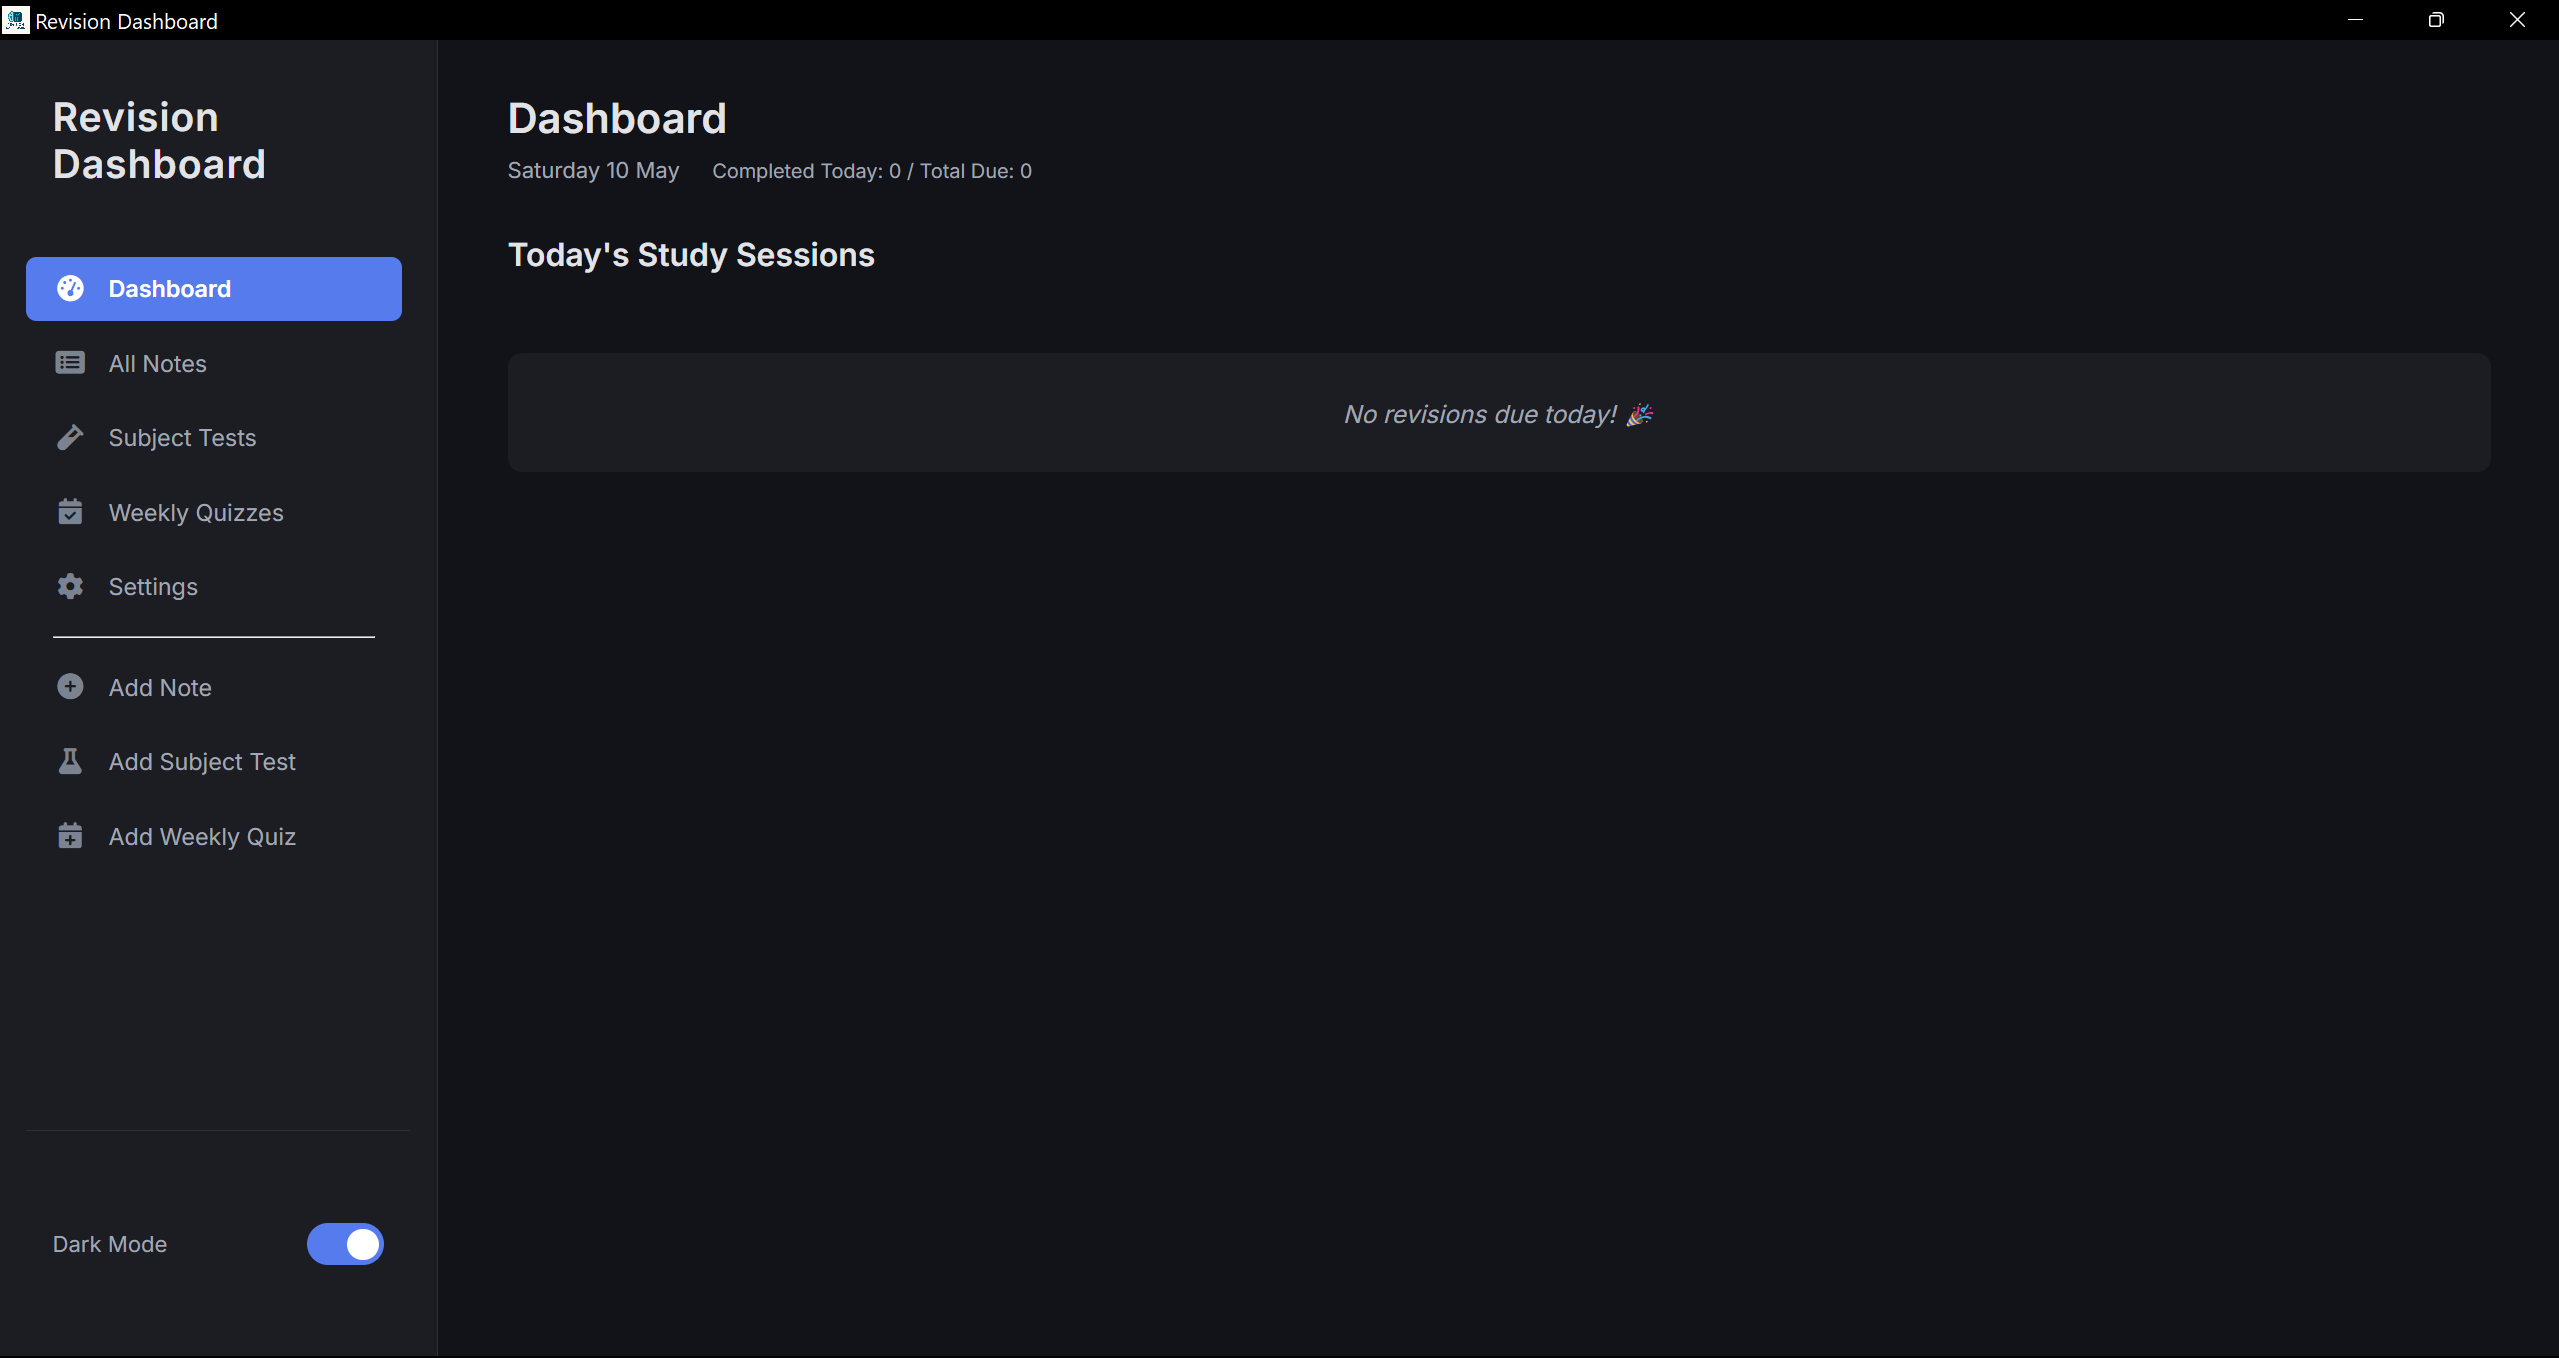 Revision Dashboard
Revision
Dashboard
Dashboard
All Notes
Subject Tests
Weekly Quizzes
Settings
Add Note
Add Subject Test
Add Weekly Quiz
Dark Mode
Dashboard
Saturday 10 May Completed Today: 0 / Total Due: 0
Today's Study Sessions
No revisions due today! 🎉